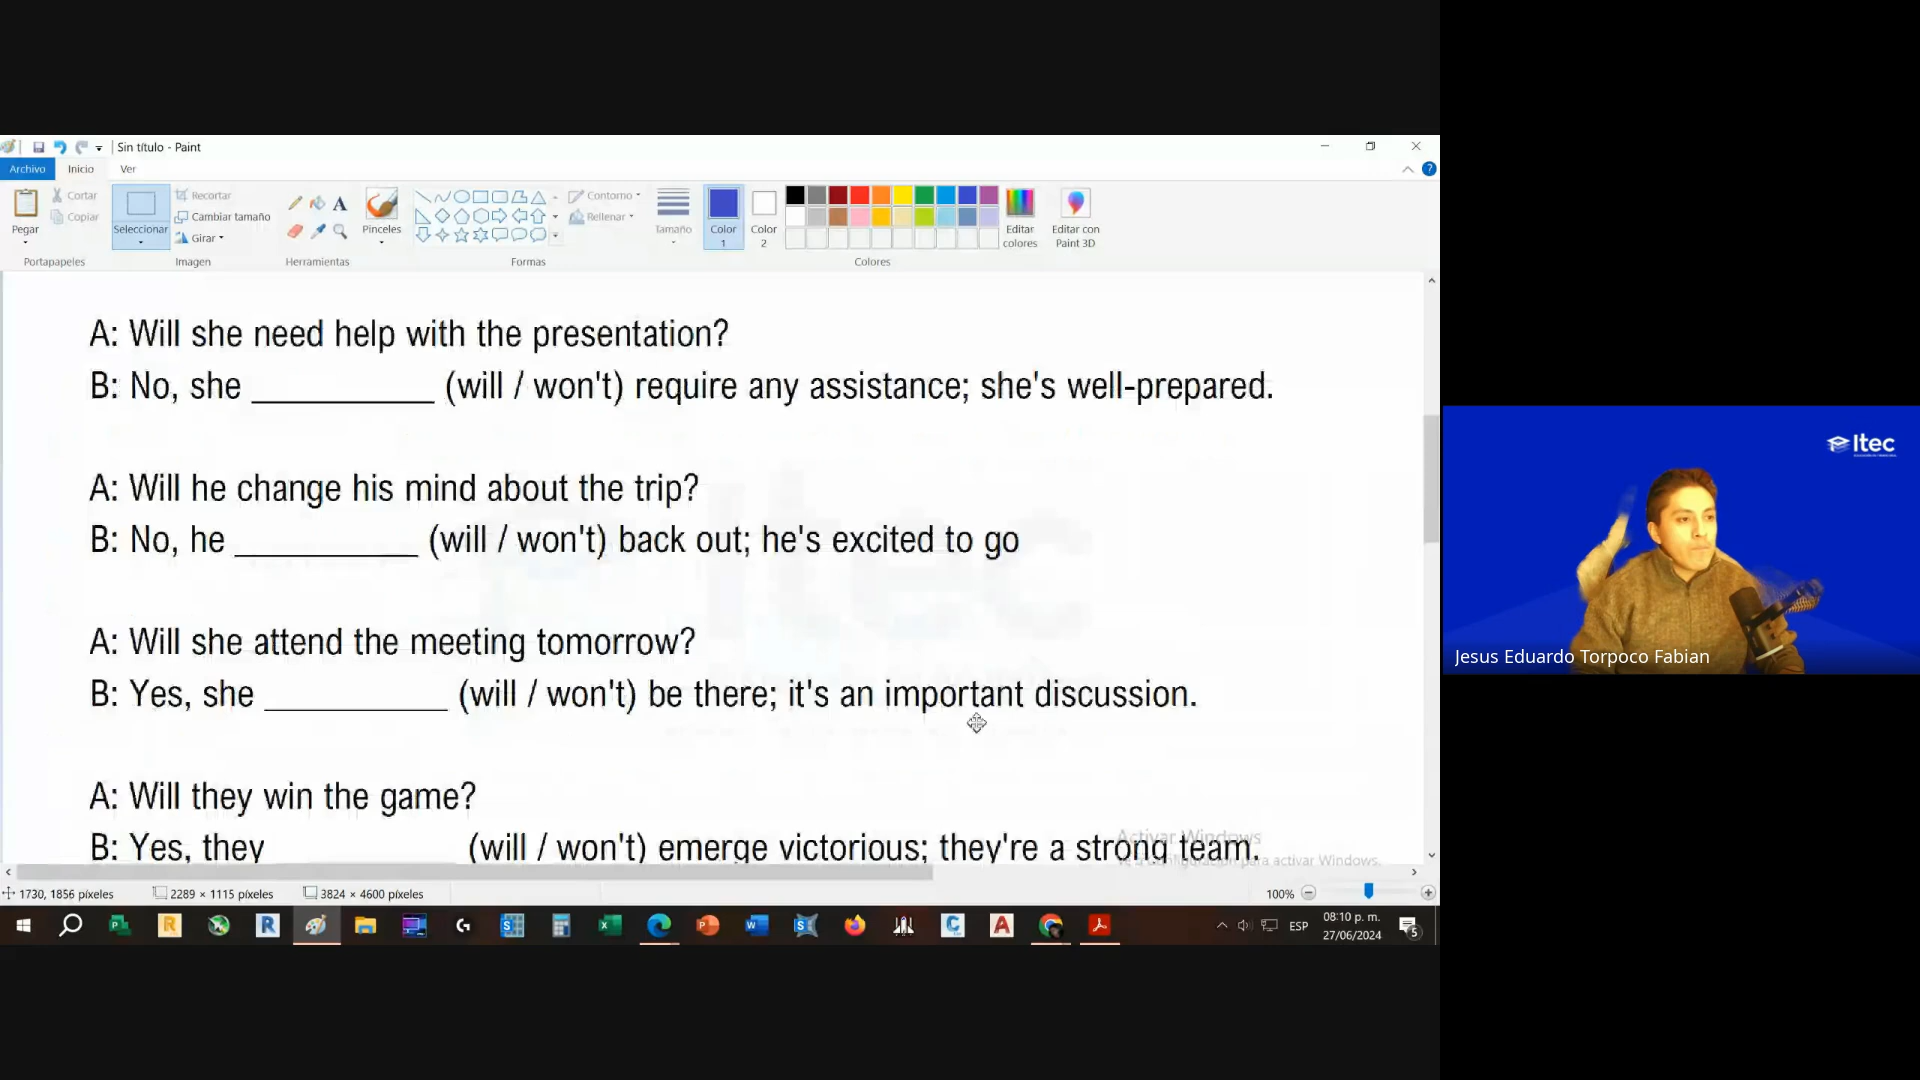 Sin título - Paint
Archivo Inicio Ver
Pegar
Cortar
Copiar
Portapapeles
Seleccionar
Recortar
Cambiar tamaño
Girar
Imagen
Herramientas
Pinceles
Contorno
Rellenar
Formas
Tamaño
Color 1
Color 2
Colores
Editar colores
Editar con Paint 3D
A: Will she need help with the presentation?
B: No, she __________ (will / won't) require any assistance; she's well-prepared.
A: Will he change his mind about the trip?
B: No, he __________ (will / won't) back out; he's excited to go
A: Will she attend the meeting tomorrow?
B: Yes, she __________ (will / won't) be there; it's an important discussion.
A: Will they win the game?
B: Yes, they (will / won't) emerge victorious; they're a strong team.
Itec
Activar Windows
para activar Windows.
1730, 1856 píxeles 2289 × 1115 píxeles 3824 × 4600 píxeles 100%
ESP 08:10 p. m.
27/06/2024
5
Itec
Jesus Eduardo Torpoco Fabian